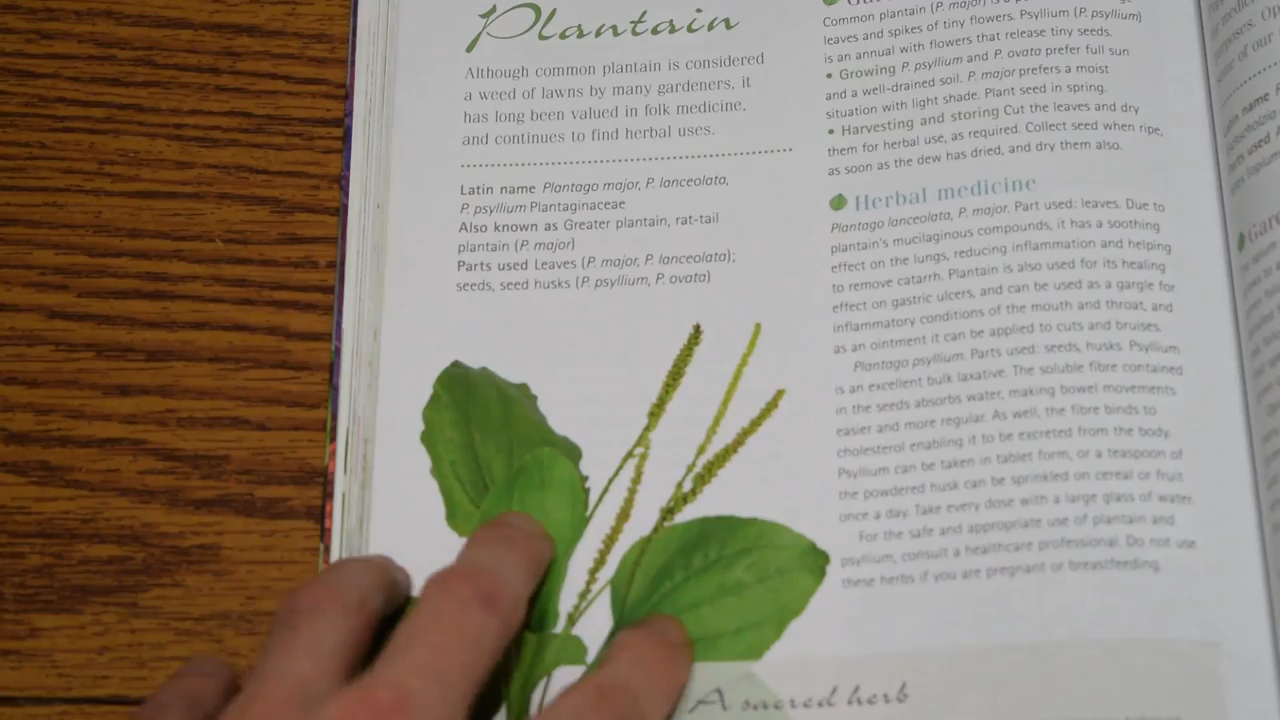 Plantain
Although common plantain is considered
a weed of lawns by many gardeners, it
has long been valued in folk medicine,
and continues to find herbal uses.
Latin name Plantago major, P. lanceolata,
P. psyllium Plantaginaceae
Also known as Greater plantain, rat-tail
plantain (P. major)
Parts used Leaves (P. major, P. lanceolata);
seeds, seed husks (P. psyllium, P. ovata)
Common plantain (P. major) is a
leaves and spikes of tiny flowers. Psyllium (P. psyllium)
is an annual with flowers that release tiny seeds.
• Growing P. psyllium and P. ovata prefer full sun
and a well-drained soil. P. major prefers a moist
situation with light shade. Plant seed in spring.
• Harvesting and storing Cut the leaves and dry
them for herbal use, as required. Collect seed when ripe,
as soon as the dew has dried, and dry them also.
Herbal medicine
Plantago lanceolata, P. major. Part used: leaves. Due to
plantain's mucilaginous compounds, it has a soothing
effect on the lungs, reducing inflammation and helping
to remove catarrh. Plantain is also used for its healing
effect on gastric ulcers, and can be used as a gargle for
inflammatory conditions of the mouth and throat, and
as an ointment it can be applied to cuts and bruises.
Plantago psyllium. Parts used: seeds, husks. Psyllium
is an excellent bulk laxative. The soluble fibre contained
in the seeds absorbs water, making bowel movements
easier and more regular. As well, the fibre binds to
cholesterol enabling it to be excreted from the body.
Psyllium can be taken in tablet form, or a teaspoon of
the powdered husk can be sprinkled on cereal or fruit
once a day. Take every dose with a large glass of water.
For the safe and appropriate use of plantain and
psyllium, consult a healthcare professional. Do not use
these herbs if you are pregnant or breastfeeding.
A sacred herb
Latin name